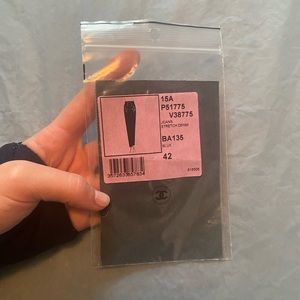 15A
P51775
V38775
JEANS
STRETCH DENIM
BA135
BLUE
42